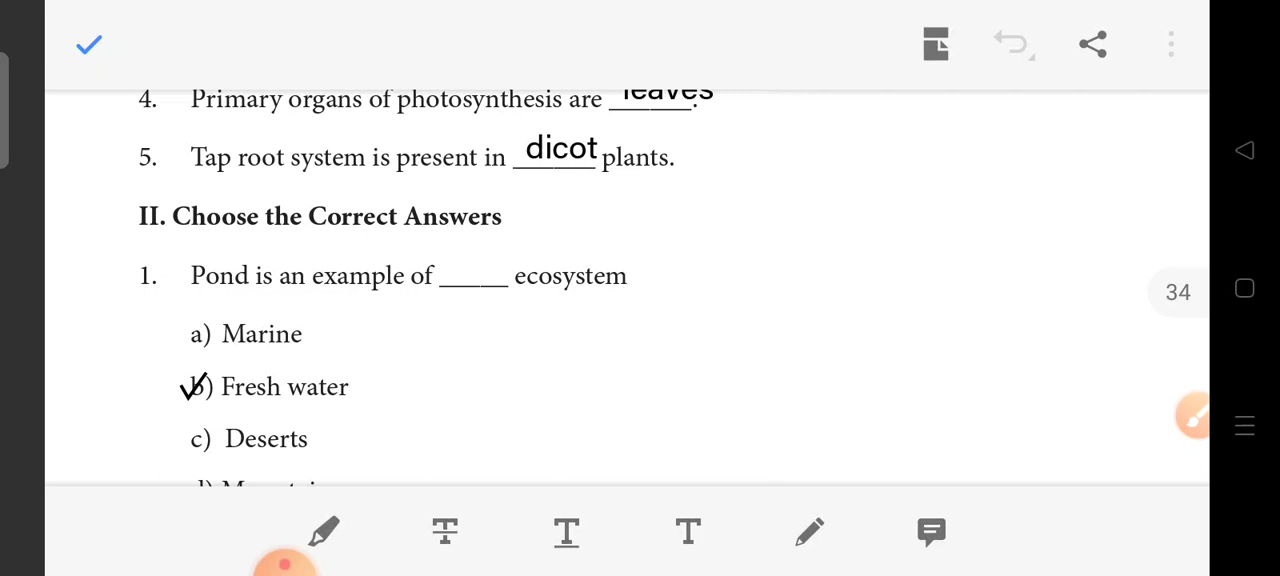 4. Primary organs of photosynthesis are leaves.
5. Tap root system is present in dicot plants.
II. Choose the Correct Answers
1. Pond is an example of _____ ecosystem
a) Marine
b) Fresh water
c) Deserts
34